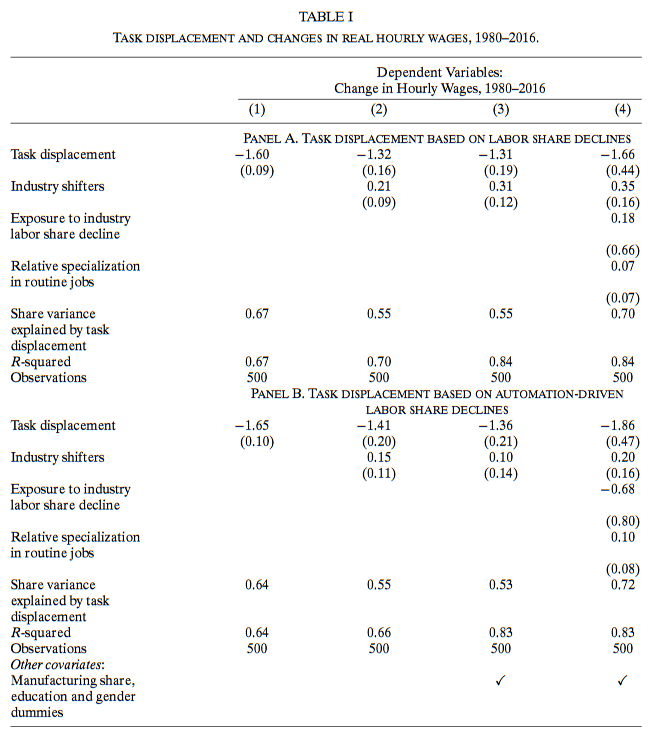 TABLE I
TASK DISPLACEMENT AND CHANGES IN REAL HOURLY WAGES, 1980–2016.
Dependent Variables:
Change in Hourly Wages, 1980–2016
(1) (2) (3) (4)
PANEL A. TASK DISPLACEMENT BASED ON LABOR SHARE DECLINES
Task displacement −1.60 −1.32 −1.31 −1.66
(0.09) (0.16) (0.19) (0.44)
Industry shifters 0.21 0.31 0.35
(0.09) (0.12) (0.16)
Exposure to industry 0.18
labor share decline
(0.66)
Relative specialization 0.07
in routine jobs
(0.07)
Share variance 0.67 0.55 0.55 0.70
explained by task
displacement
R-squared 0.67 0.70 0.84 0.84
Observations 500 500 500 500
PANEL B. TASK DISPLACEMENT BASED ON AUTOMATION-DRIVEN
LABOR SHARE DECLINES
Task displacement −1.65 −1.41 −1.36 −1.86
(0.10) (0.20) (0.21) (0.47)
Industry shifters 0.15 0.10 0.20
(0.11) (0.14) (0.16)
Exposure to industry −0.68
labor share decline
(0.80)
Relative specialization 0.10
in routine jobs
(0.08)
Share variance 0.64 0.55 0.53 0.72
explained by task
displacement
R-squared 0.64 0.66 0.83 0.83
Observations 500 500 500 500
Other covariates:
Manufacturing share, ✓ ✓
education and gender
dummies